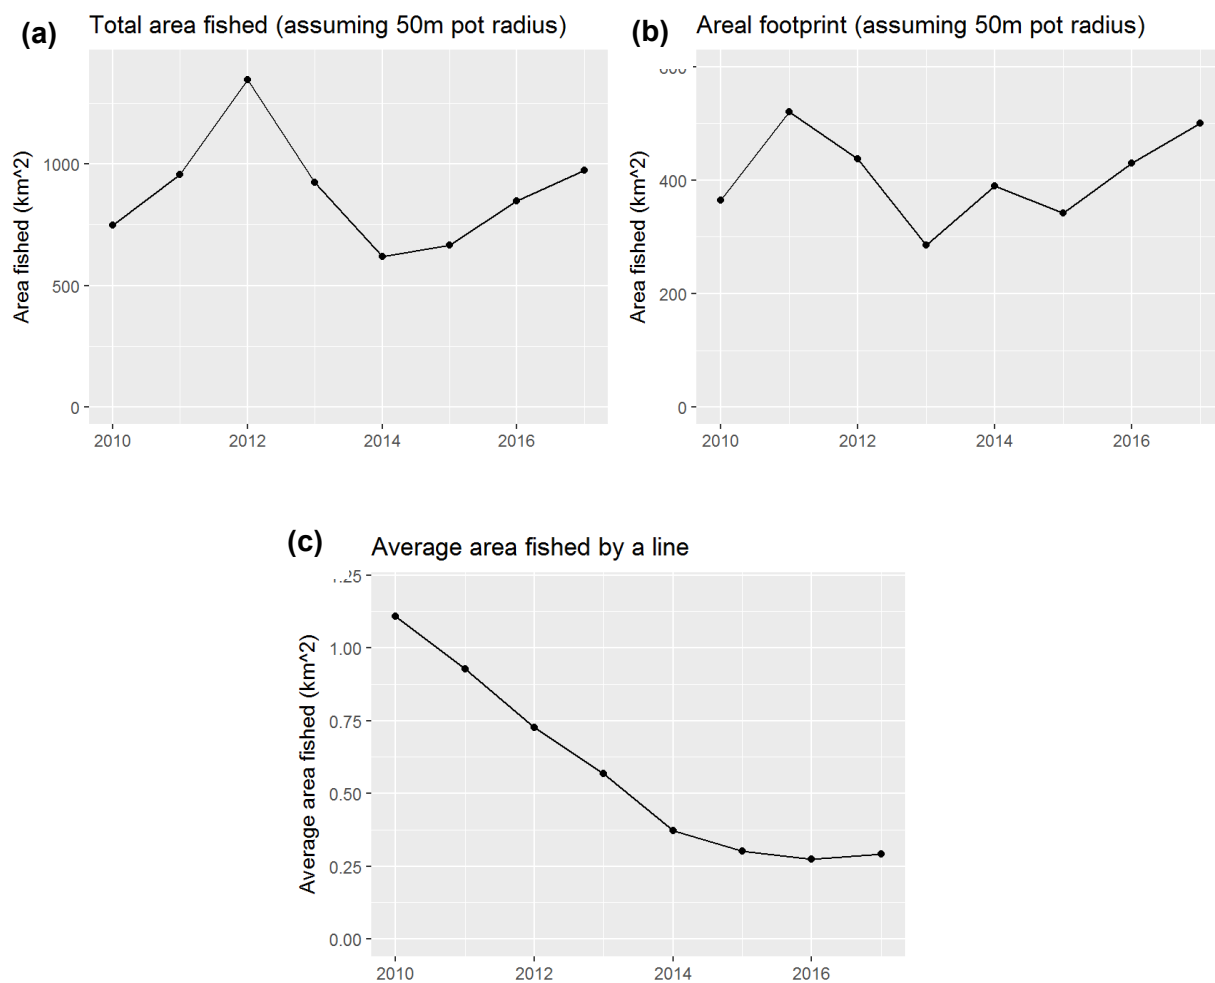 (a) Total area fished (assuming 50m pot radius)
Area fished (km^2)
1000
500
0
2010 2012 2014 2016
(b) Areal footprint (assuming 50m pot radius)
Area fished (km^2)
600
400
200
0
2010 2012 2014 2016
(c) Average area fished by a line
Average area fished (km^2)
1.25
1.00
0.75
0.50
0.25
0.00
2010 2012 2014 2016